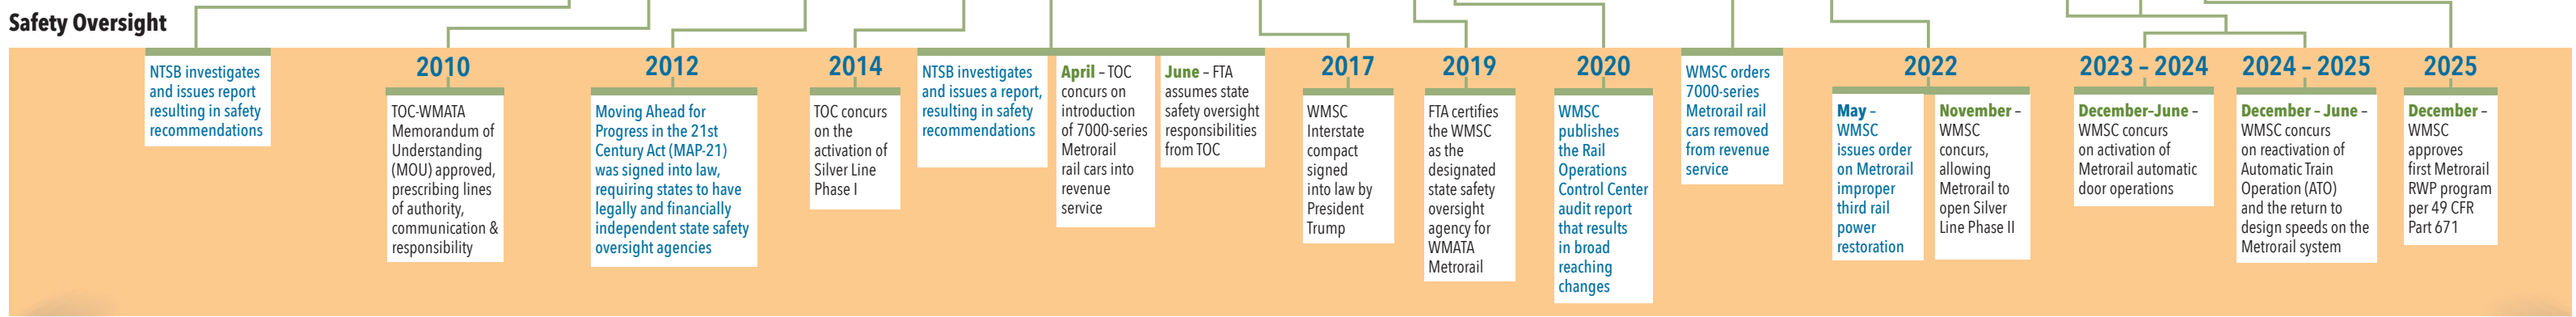 Safety Oversight
NTSB investigates
and issues report
resulting in safety
recommendations
2010
TOC-WMATA
Memorandum of
Understanding
(MOU) approved,
prescribing lines
of authority,
communication &
responsibility
2012
Moving Ahead for
Progress in the 21st
Century Act (MAP-21)
was signed into law,
requiring states to have
legally and financially
independent state safety
oversight agencies
2014
TOC concurs
on the
activation of
Silver Line
Phase I
NTSB investigates
and issues a report,
resulting in safety
recommendations
April – TOC
concurs on
introduction
of 7000-series
Metrorail
rail cars into
revenue
service
June – FTA
assumes state
safety oversight
responsibilities
from TOC
2017
WMSC
Interstate
compact
signed
into law by
President
Trump
2019
FTA certifies
the WMSC
as the
designated
state safety
oversight
agency for
WMATA
Metrorail
2020
WMSC
publishes
the Rail
Operations
Control Center
audit report
that results
in broad
reaching
changes
WMSC orders
7000-series
Metrorail rail
cars removed
from revenue
service
2022
May –
WMSC
issues order
on Metrorail
improper
third rail
power
restoration
November –
WMSC
concurs,
allowing
Metrorail to
open Silver
Line Phase II
2023 – 2024
December–June –
WMSC concurs
on activation of
Metrorail automatic
door operations
2024 – 2025
December – June –
WMSC concurs on
reactivation of
Automatic Train
Operation (ATO)
and the return to
design speeds on the
Metrorail system
2025
December –
WMSC
approves
first Metrorail
RWP program
per 49 CFR
Part 671